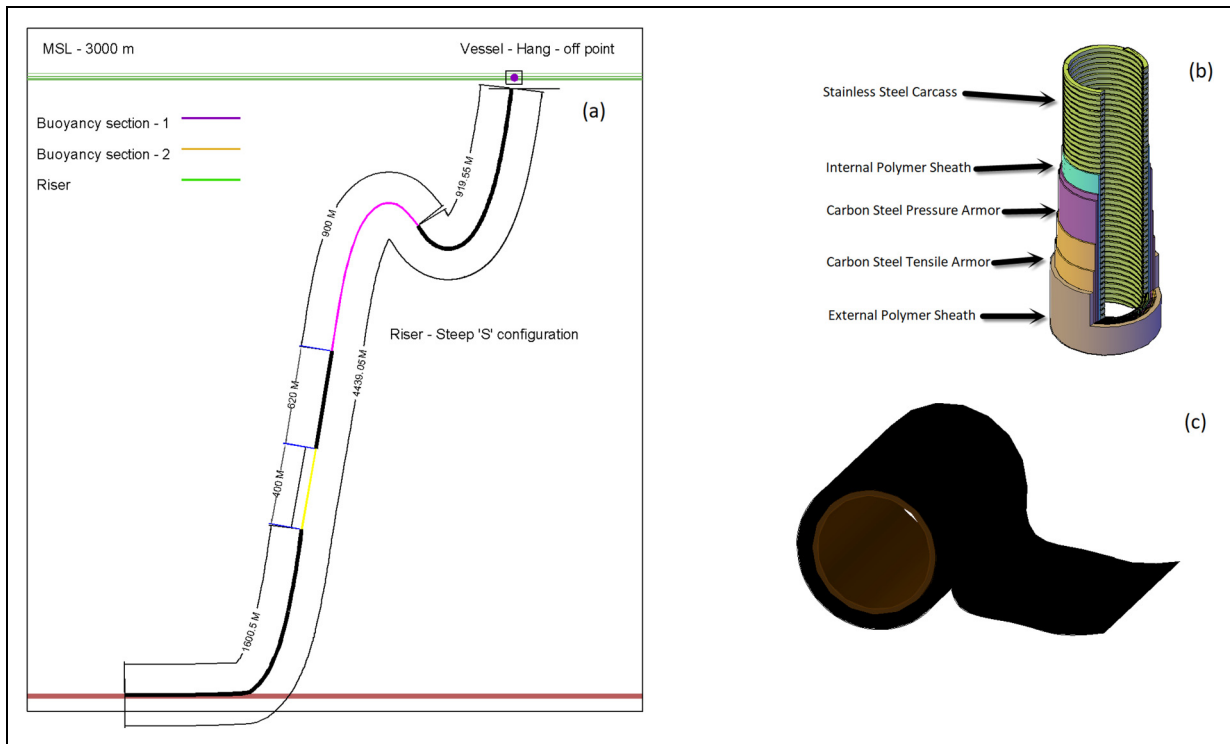 MSL - 3000 m
Vessel - Hang - off point
(a)
Buoyancy section - 1
Buoyancy section - 2
Riser
919.55 M
900 M
Riser - Steep 'S' configuration
4439.05 M
620 M
400 M
1600.5 M
(b)
Stainless Steel Carcass
Internal Polymer Sheath
Carbon Steel Pressure Armor
Carbon Steel Tensile Armor
External Polymer Sheath
(c)